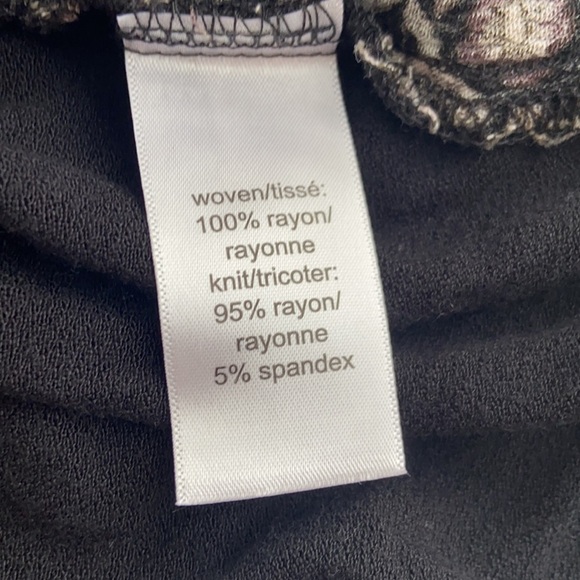 woven/tissé:
100% rayon/
rayonne
knit/tricoter:
95% rayon/
rayonne
5% spandex